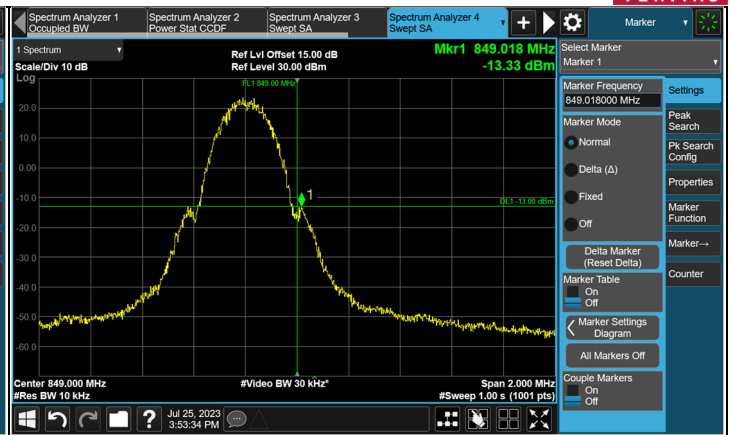 Spectrum Analyzer 1
Occupied BW
Spectrum Analyzer 2
Power Stat CCDF
Spectrum Analyzer 3
Swept SA
Spectrum Analyzer 4
Swept SA
+
Marker
1 Spectrum
Scale/Div 10 dB
Ref Lvl Offset 15.00 dB
Ref Level 30.00 dBm
Mkr1 849.018 MHz
-13.33 dBm
Select Marker
Marker 1
Log
FL1 849.00 MHz
20.0
10.0
0.00
-10.0
-20.0
-30.0
-40.0
-50.0
-60.0
1
DL1 -13.00 dBm
Marker Frequency
849.018000 MHz
Marker Mode
Normal
Delta (Δ)
Fixed
Off
Delta Marker
(Reset Delta)
Marker Table
On
Off
Marker Settings
Diagram
All Markers Off
Couple Markers
On
Off
Settings
Peak
Search
Pk Search
Config
Properties
Marker
Function
Marker→
Counter
Center 849.000 MHz
#Res BW 10 kHz
#Video BW 30 kHz*
Span 2.000 MHz
#Sweep 1.00 s (1001 pts)
?
Jul 25, 2023
3:53:34 PM